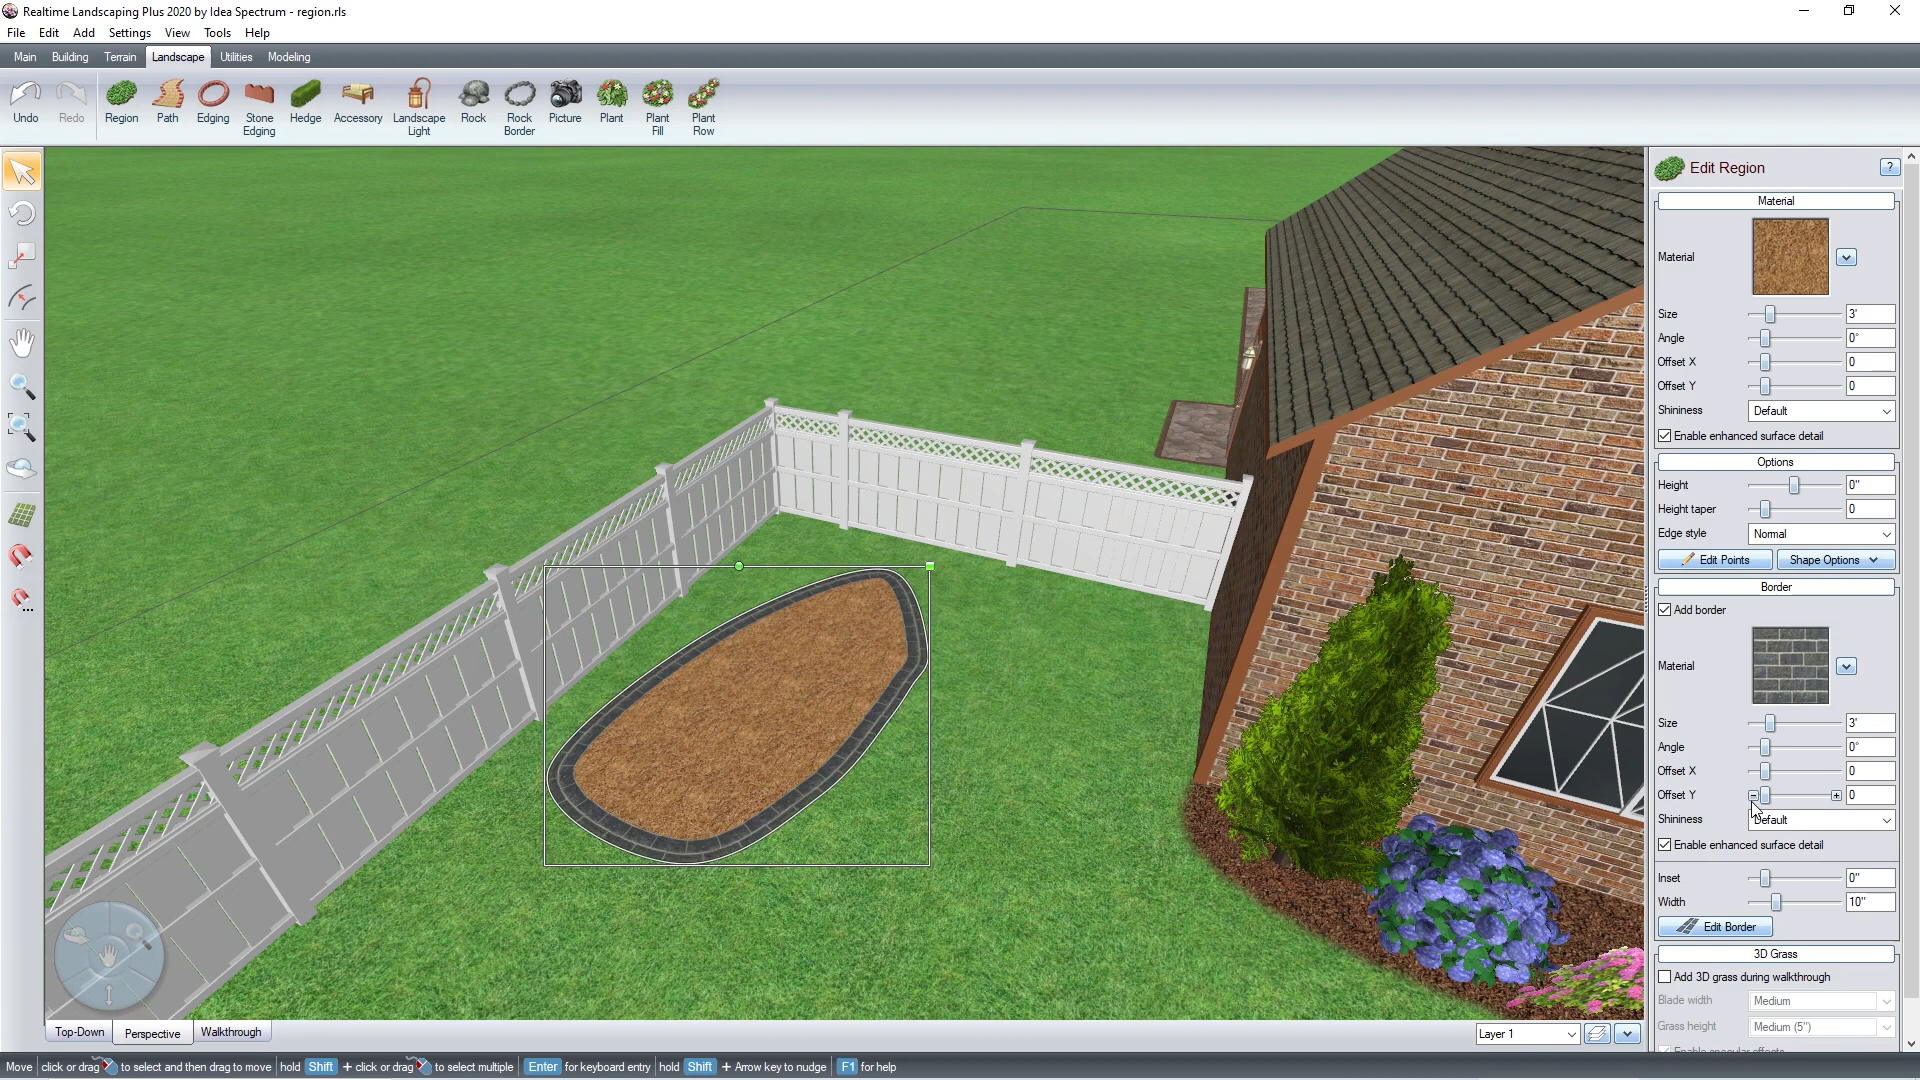 Realtime Landscaping Plus 2020 by Idea Spectrum - region.rls
File Edit Add Settings View Tools Help
Main Building Terrain Landscape Utilities Modeling
Undo Redo Region Path Edging Stone Edging Hedge Accessory Landscape Light Rock Rock Border Picture Plant Plant Fill Plant Row
Edit Region ?
Material
Material
Size 3'
Angle 0°
Offset X 0
Offset Y 0
Shininess Default
Enable enhanced surface detail
Options
Height 0"
Height taper 0
Edge style Normal
Edit Points Shape Options
Border
Add border
Material
Size 3'
Angle 0°
Offset X 0
Offset Y 0
Shininess Default
Enable enhanced surface detail
Inset 0"
Width 10"
Edit Border
3D Grass
Add 3D grass during walkthrough
Blade width Medium
Grass height Medium (5")
Enable specular effects
Top-Down Perspective Walkthrough
Layer 1
Move click or drag to select and then drag to move hold Shift + click or drag to select multiple Enter for keyboard entry hold Shift + Arrow key to nudge F1 for help